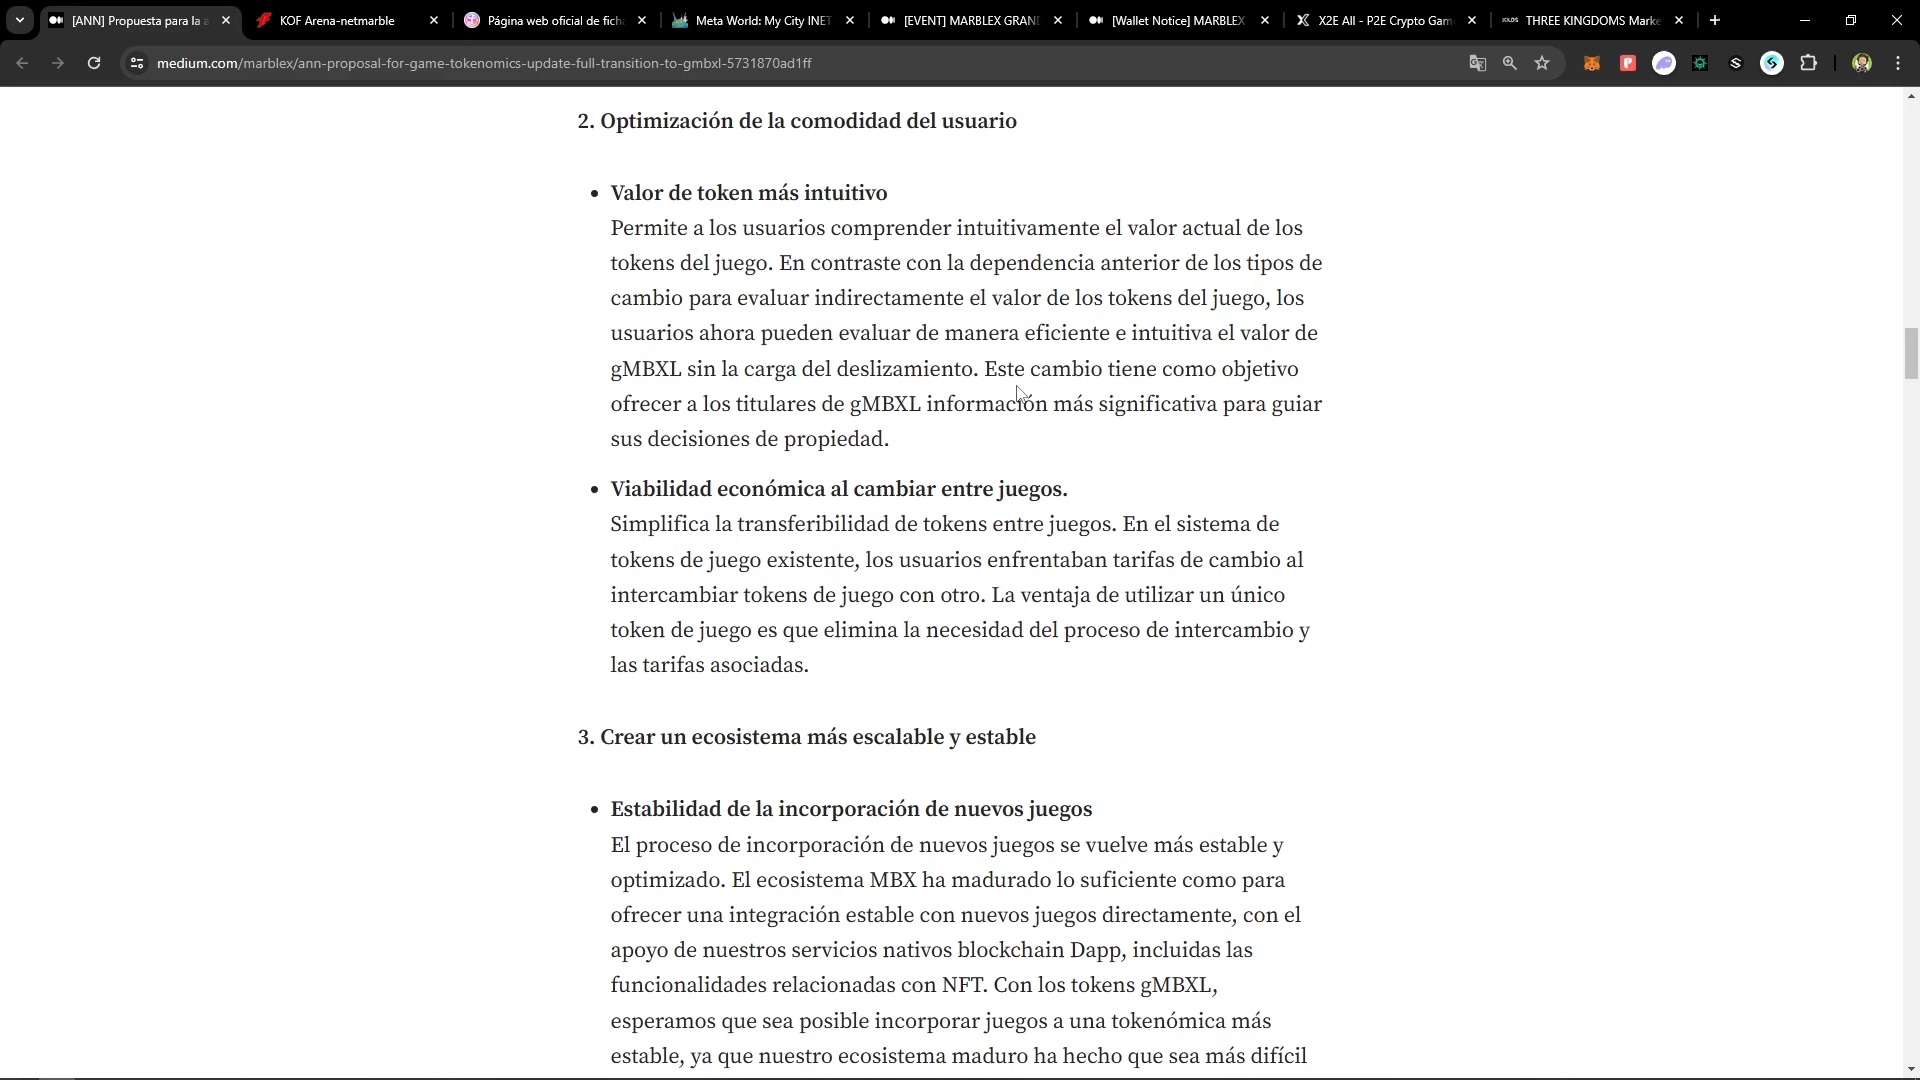 [ANN] Propuesta para la a
KOF Arena-netmarble
Página web oficial de fich
Meta World: My City INET
[EVENT] MARBLEX GRAN
[Wallet Notice] MARBLEX
X2E All - P2E Crypto Gam
THREE KINGDOMS Marke
medium.com/marblex/ann-proposal-for-game-tokenomics-update-full-transition-to-gmbxl-5731870ad1ff
2. Optimización de la comodidad del usuario
• Valor de token más intuitivo
Permite a los usuarios comprender intuitivamente el valor actual de los
tokens del juego. En contraste con la dependencia anterior de los tipos de
cambio para evaluar indirectamente el valor de los tokens del juego, los
usuarios ahora pueden evaluar de manera eficiente e intuitiva el valor de
gMBXL sin la carga del deslizamiento. Este cambio tiene como objetivo
ofrecer a los titulares de gMBXL información más significativa para guiar
sus decisiones de propiedad.
• Viabilidad económica al cambiar entre juegos.
Simplifica la transferibilidad de tokens entre juegos. En el sistema de
tokens de juego existente, los usuarios enfrentaban tarifas de cambio al
intercambiar tokens de juego con otro. La ventaja de utilizar un único
token de juego es que elimina la necesidad del proceso de intercambio y
las tarifas asociadas.
3. Crear un ecosistema más escalable y estable
• Estabilidad de la incorporación de nuevos juegos
El proceso de incorporación de nuevos juegos se vuelve más estable y
optimizado. El ecosistema MBX ha madurado lo suficiente como para
ofrecer una integración estable con nuevos juegos directamente, con el
apoyo de nuestros servicios nativos blockchain Dapp, incluidas las
funcionalidades relacionadas con NFT. Con los tokens gMBXL,
esperamos que sea posible incorporar juegos a una tokenómica más
estable, ya que nuestro ecosistema maduro ha hecho que sea más difícil